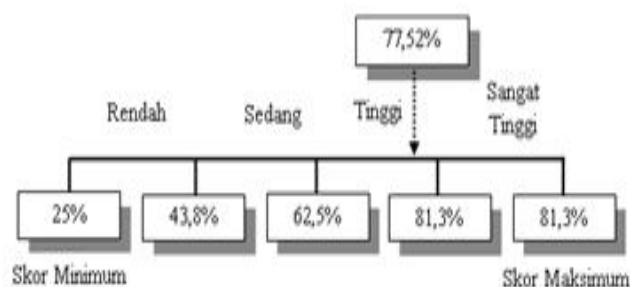 77,52%
Rendah
Sedang
Tinggi
Sangat
Tinggi
25%
43,8%
62,5%
81,3%
81,3%
Skor Minimum
Skor Maksimum